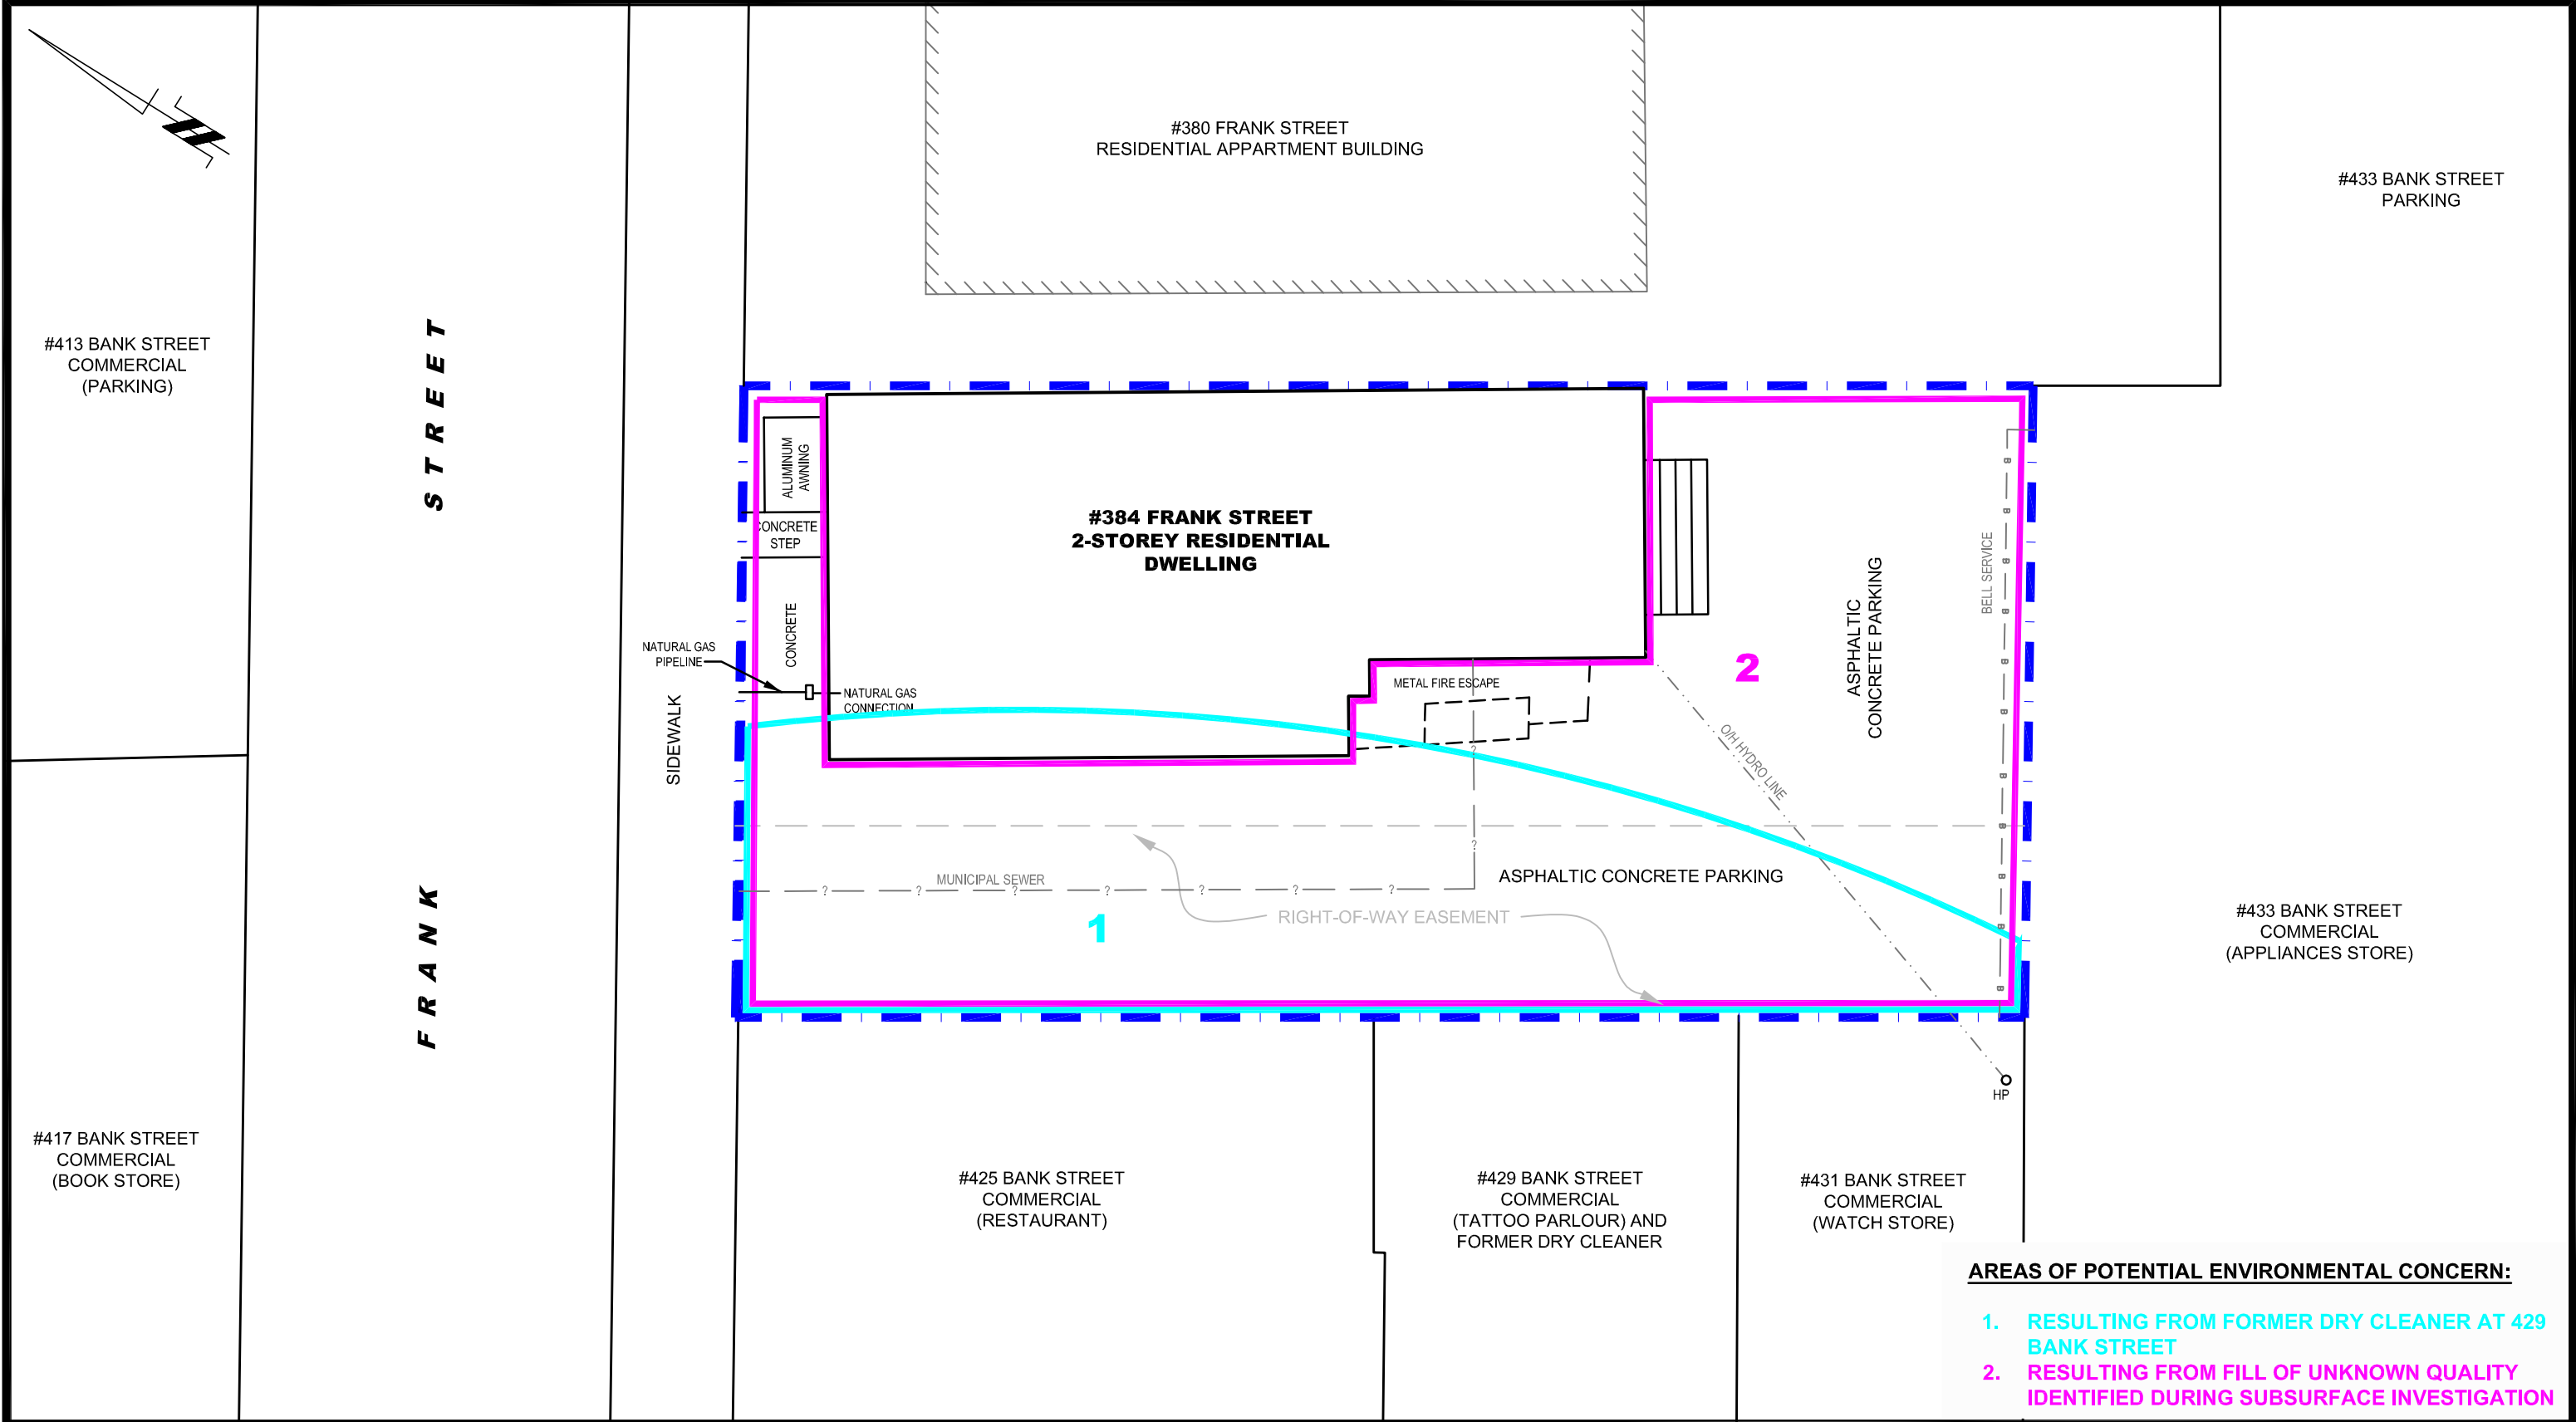 #380 FRANK STREET
RESIDENTIAL APPARTMENT BUILDING
#433 BANK STREET
PARKING
#413 BANK STREET
COMMERCIAL
(PARKING)
FRANK STREET
ALUMINUM
AWNING
CONCRETE
STEP
CONCRETE
#384 FRANK STREET
2-STOREY RESIDENTIAL
DWELLING
NATURAL GAS
PIPELINE
NATURAL GAS
CONNECTION
SIDEWALK
METAL FIRE ESCAPE
2
ASPHALTIC
CONCRETE PARKING
BELL SERVICE
B
B
B
B
B
B
B
B
B
B
B
O/H HYDRO LINE
?
?
MUNICIPAL SEWER
?
?
?
?
?
?
?
ASPHALTIC CONCRETE PARKING
1
RIGHT-OF-WAY EASEMENT
#433 BANK STREET
COMMERCIAL
(APPLIANCES STORE)
HP
#417 BANK STREET
COMMERCIAL
(BOOK STORE)
#425 BANK STREET
COMMERCIAL
(RESTAURANT)
#429 BANK STREET
COMMERCIAL
(TATTOO PARLOUR) AND
FORMER DRY CLEANER
#431 BANK STREET
COMMERCIAL
(WATCH STORE)
AREAS OF POTENTIAL ENVIRONMENTAL CONCERN:
1. RESULTING FROM FORMER DRY CLEANER AT 429
BANK STREET
2. RESULTING FROM FILL OF UNKNOWN QUALITY
IDENTIFIED DURING SUBSURFACE INVESTIGATION